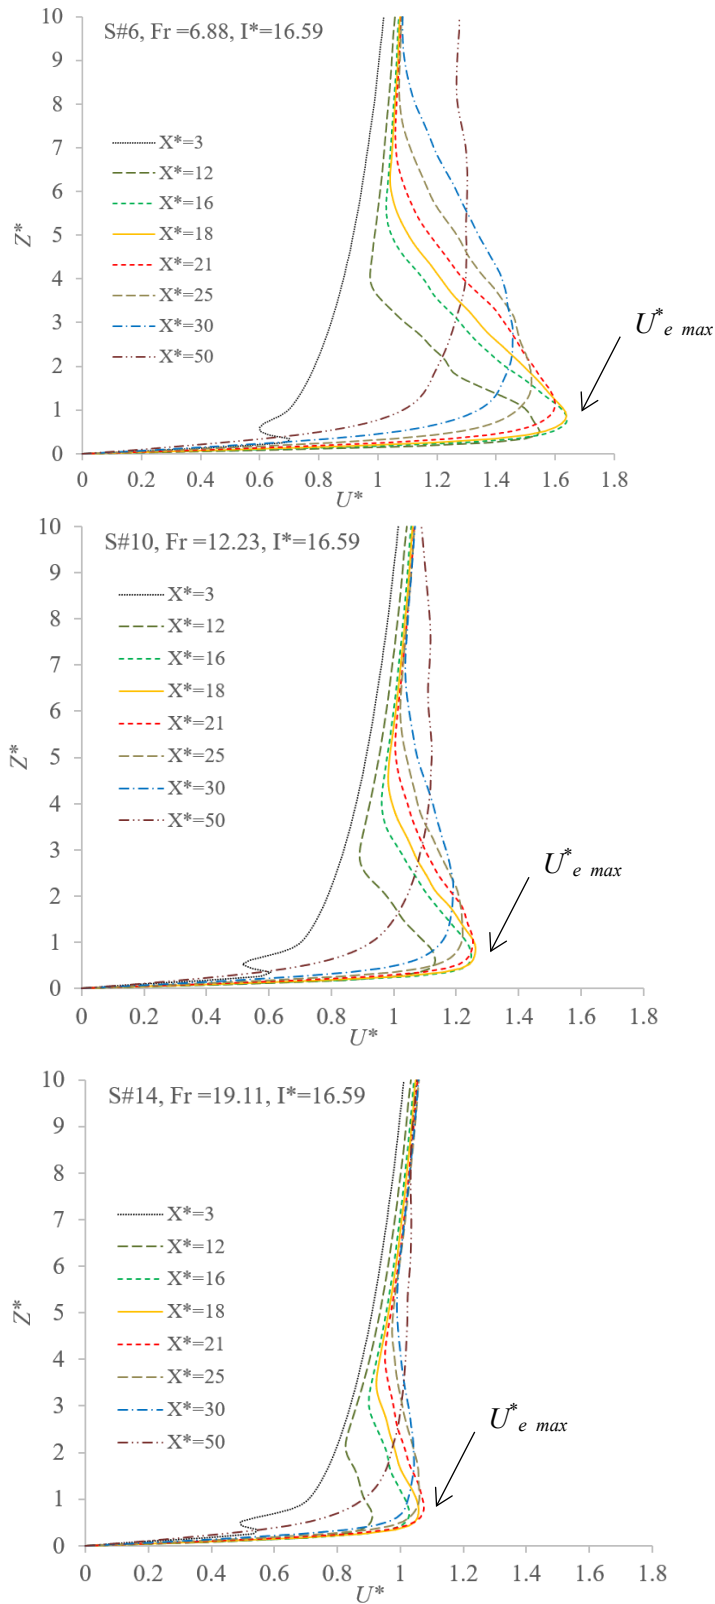 S#6, Fr =6.88, I*=16.59
10
9
8
7
6
5
4
3
2
1
0
Z*
X*=3
X*=12
X*=16
X*=18
X*=21
X*=25
X*=30
X*=50
U*e max
0 0.2 0.4 0.6 0.8 1 1.2 1.4 1.6 1.8
U*
S#10, Fr =12.23, I*=16.59
10
9
8
7
6
5
4
3
2
1
0
Z*
X*=3
X*=12
X*=16
X*=18
X*=21
X*=25
X*=30
X*=50
U*e max
0 0.2 0.4 0.6 0.8 1 1.2 1.4 1.6 1.8
U*
S#14, Fr =19.11, I*=16.59
10
9
8
7
6
5
4
3
2
1
0
Z*
X*=3
X*=12
X*=16
X*=18
X*=21
X*=25
X*=30
X*=50
U*e max
0 0.2 0.4 0.6 0.8 1 1.2 1.4 1.6 1.8
U*